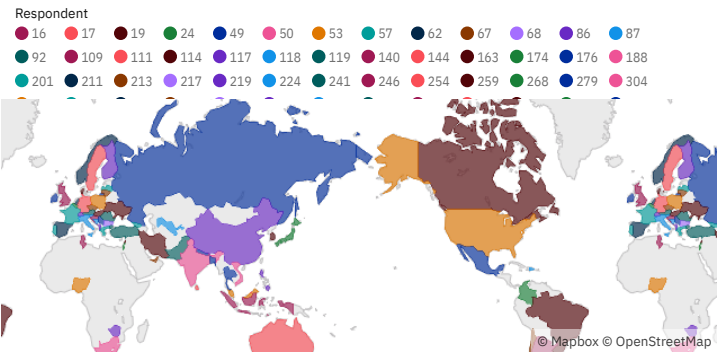 Respondent
16 17 19 24 49 50 53 57 62 67 68 86 87
92 109 111 114 117 118 119 140 144 163 174 176 188
201 211 213 217 219 224 241 246 254 259 268 279 304
© Mapbox © OpenStreetMap